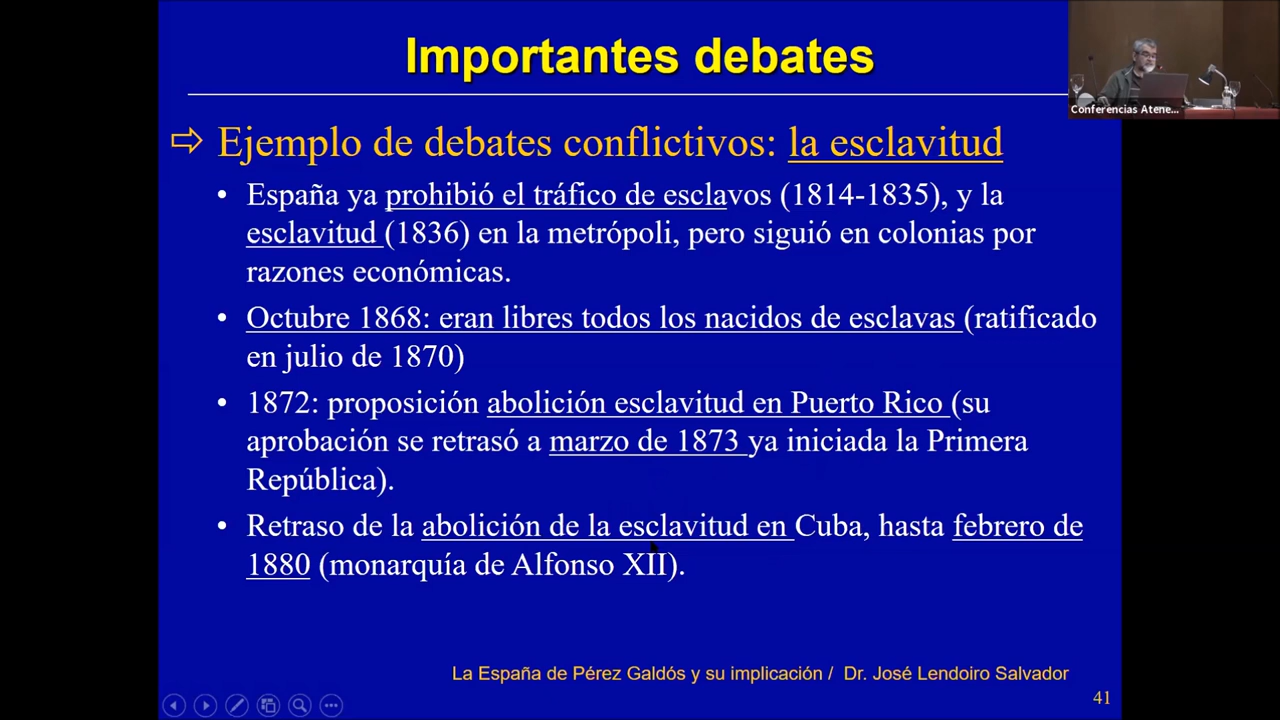 Importantes debates
Conferencias Atene...
⇨ Ejemplo de debates conflictivos: la esclavitud
• España ya prohibió el tráfico de esclavos (1814-1835), y la
esclavitud (1836) en la metrópoli, pero siguió en colonias por
razones económicas.
• Octubre 1868: eran libres todos los nacidos de esclavas (ratificado
en julio de 1870)
• 1872: proposición abolición esclavitud en Puerto Rico (su
aprobación se retrasó a marzo de 1873 ya iniciada la Primera
República).
• Retraso de la abolición de la esclavitud en Cuba, hasta febrero de
1880 (monarquía de Alfonso XII).
La España de Pérez Galdós y su implicación / Dr. José Lendoiro Salvador
41